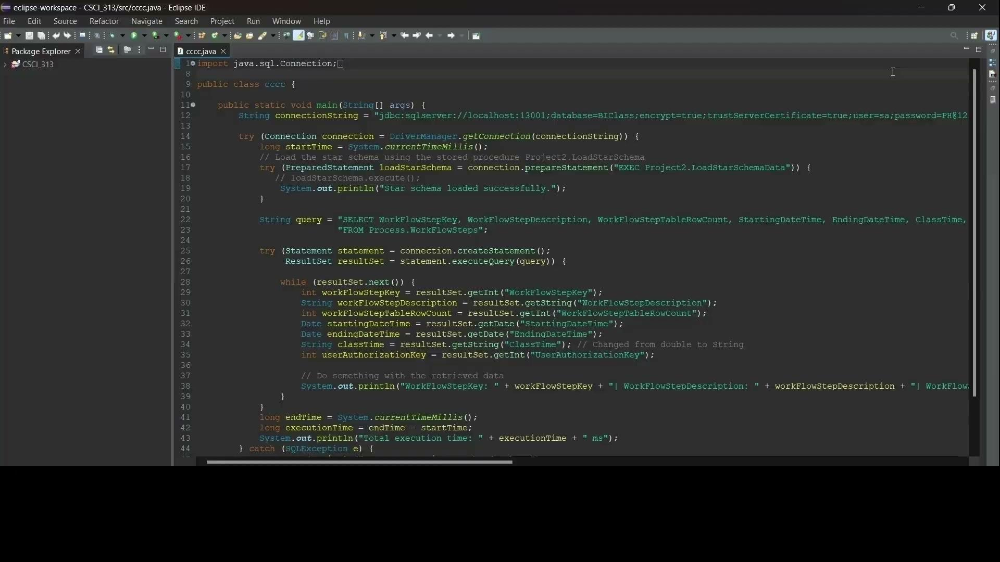 eclipse-workspace - CSCI_313/src/cccc.java - Eclipse IDE
File Edit Source Refactor Navigate Search Project Run Window Help
Package Explorer
CSCI_313
cccc.java
1 import java.sql.Connection;
8
9 public class cccc {
10
11 public static void main(String[] args) {
12 String connectionString = "jdbc:sqlserver://localhost:13001;database=BIClass;encrypt=true;trustServerCertificate=true;user=sa;password=PH@12
13
14 try (Connection connection = DriverManager.getConnection(connectionString)) {
15 long startTime = System.currentTimeMillis();
16 // Load the star schema using the stored procedure Project2.LoadStarSchema
17 try (PreparedStatement loadStarSchema = connection.prepareStatement("EXEC Project2.LoadStarSchemaData")) {
18 // loadStarSchema.execute();
19 System.out.println("Star schema loaded successfully.");
20 }
21
22 String query = "SELECT WorkFlowStepKey, WorkFlowStepDescription, WorkFlowStepTableRowCount, StartingDateTime, EndingDateTime, ClassTime,
23 "FROM Process.WorkFlowSteps";
24
25 try (Statement statement = connection.createStatement();
26 ResultSet resultSet = statement.executeQuery(query)) {
27
28 while (resultSet.next()) {
29 int workFlowStepKey = resultSet.getInt("WorkFlowStepKey");
30 String workFlowStepDescription = resultSet.getString("WorkFlowStepDescription");
31 int workFlowStepTableRowCount = resultSet.getInt("WorkFlowStepTableRowCount");
32 Date startingDateTime = resultSet.getDate("StartingDateTime");
33 Date endingDateTime = resultSet.getDate("EndingDateTime");
34 String classTime = resultSet.getString("ClassTime"); // Changed from double to String
35 int userAuthorizationKey = resultSet.getInt("UserAuthorizationKey");
36
37 // Do something with the retrieved data
38 System.out.println("WorkFlowStepKey: " + workFlowStepKey + "| WorkFlowStepDescription: " + workFlowStepDescription + "| WorkFlow
39 }
40 }
41 long endTime = System.currentTimeMillis();
42 long executionTime = endTime - startTime;
43 System.out.println("Total execution time: " + executionTime + " ms");
44 } catch (SQLException e) {